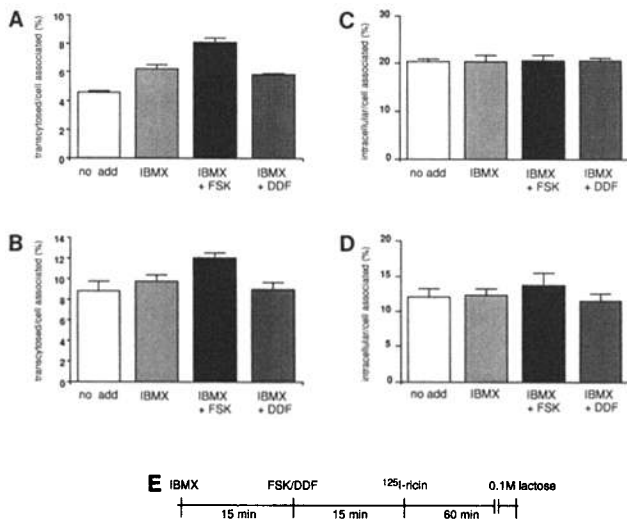 A
transcytosed/cell associated (%)
10
8
6
4
2
0
no add
IBMX
IBMX
+ FSK
IBMX
+ DDF
C
intracellular/cell associated (%)
30
20
10
0
no add
IBMX
IBMX
+ FSK
IBMX
+ DDF
B
transcytosed/cell associated (%)
14
12
10
8
6
4
2
0
no add
IBMX
IBMX
+ FSK
IBMX
+ DDF
D
intracellular/cell associated (%)
20
15
10
5
0
no add
IBMX
IBMX
+ FSK
IBMX
+ DDF
E
IBMX
FSK/DDF
¹²⁵I-ricin
0.1M lactose
15 min
15 min
60 min